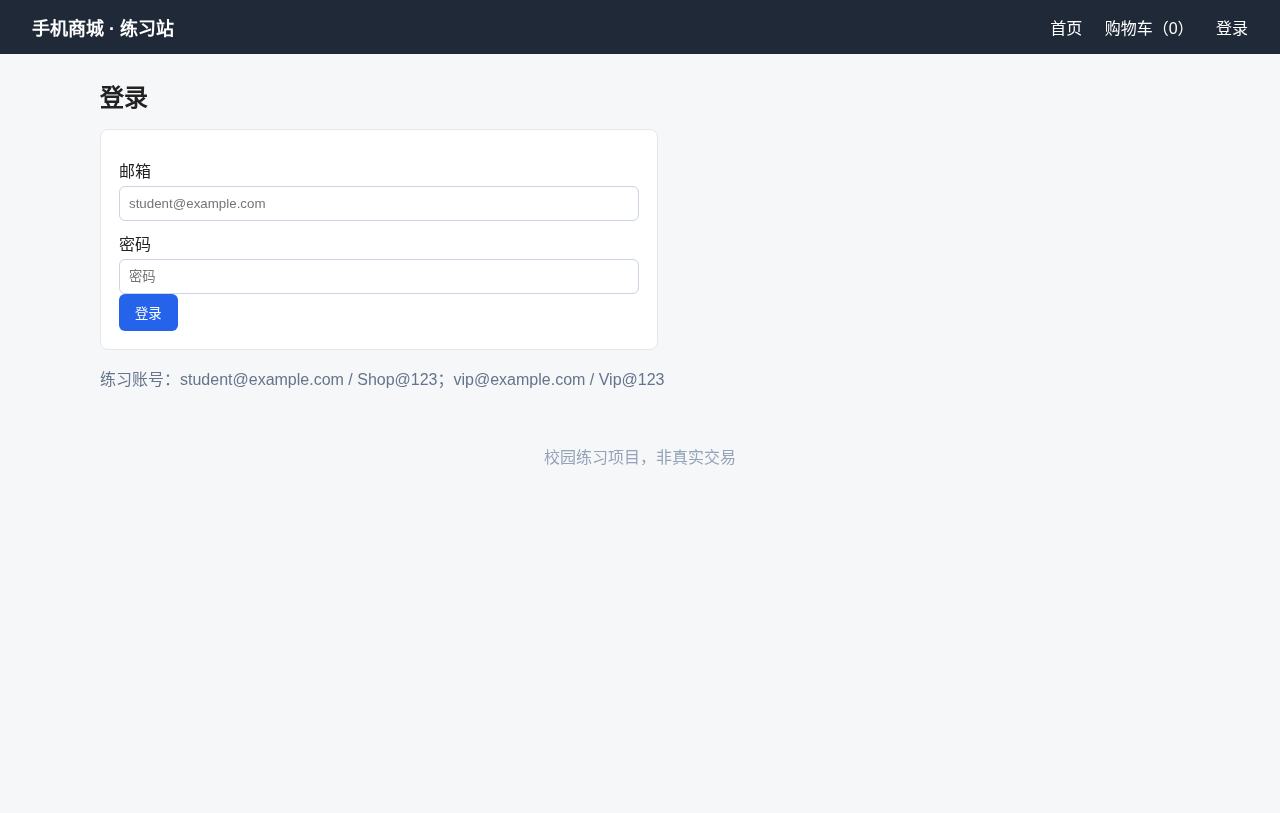 手机商城 · 练习站
首页 购物车（0） 登录
登录
邮箱
student@example.com
密码
密码
登录
练习账号：student@example.com / Shop@123；vip@example.com / Vip@123
校园练习项目，非真实交易